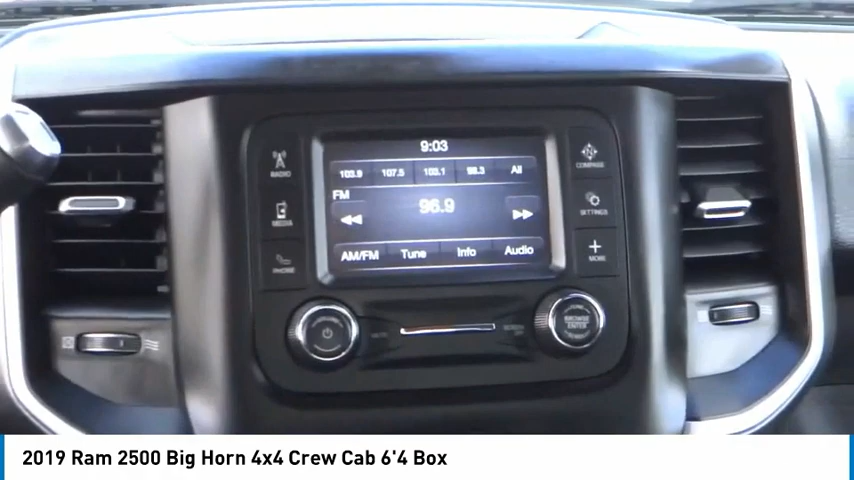 9:03
RADIO 103.9 107.5 103.1 98.3 All COMPASS
FM
96.9
MEDIA SETTINGS
AM/FM Tune Info Audio
PHONE MORE
MUTE SCREEN BROWSE
ENTER
2019 Ram 2500 Big Horn 4x4 Crew Cab 6'4 Box